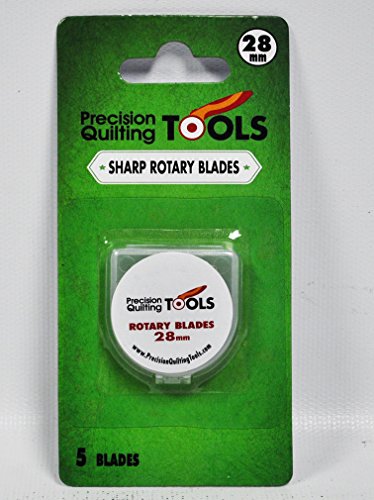 28
mm
Precision
Quilting TOOLS
SHARP ROTARY BLADES
Precision
Quilting TOOLS
ROTARY BLADES
28mm
www.PrecisionQuiltingTools.com
5 BLADES